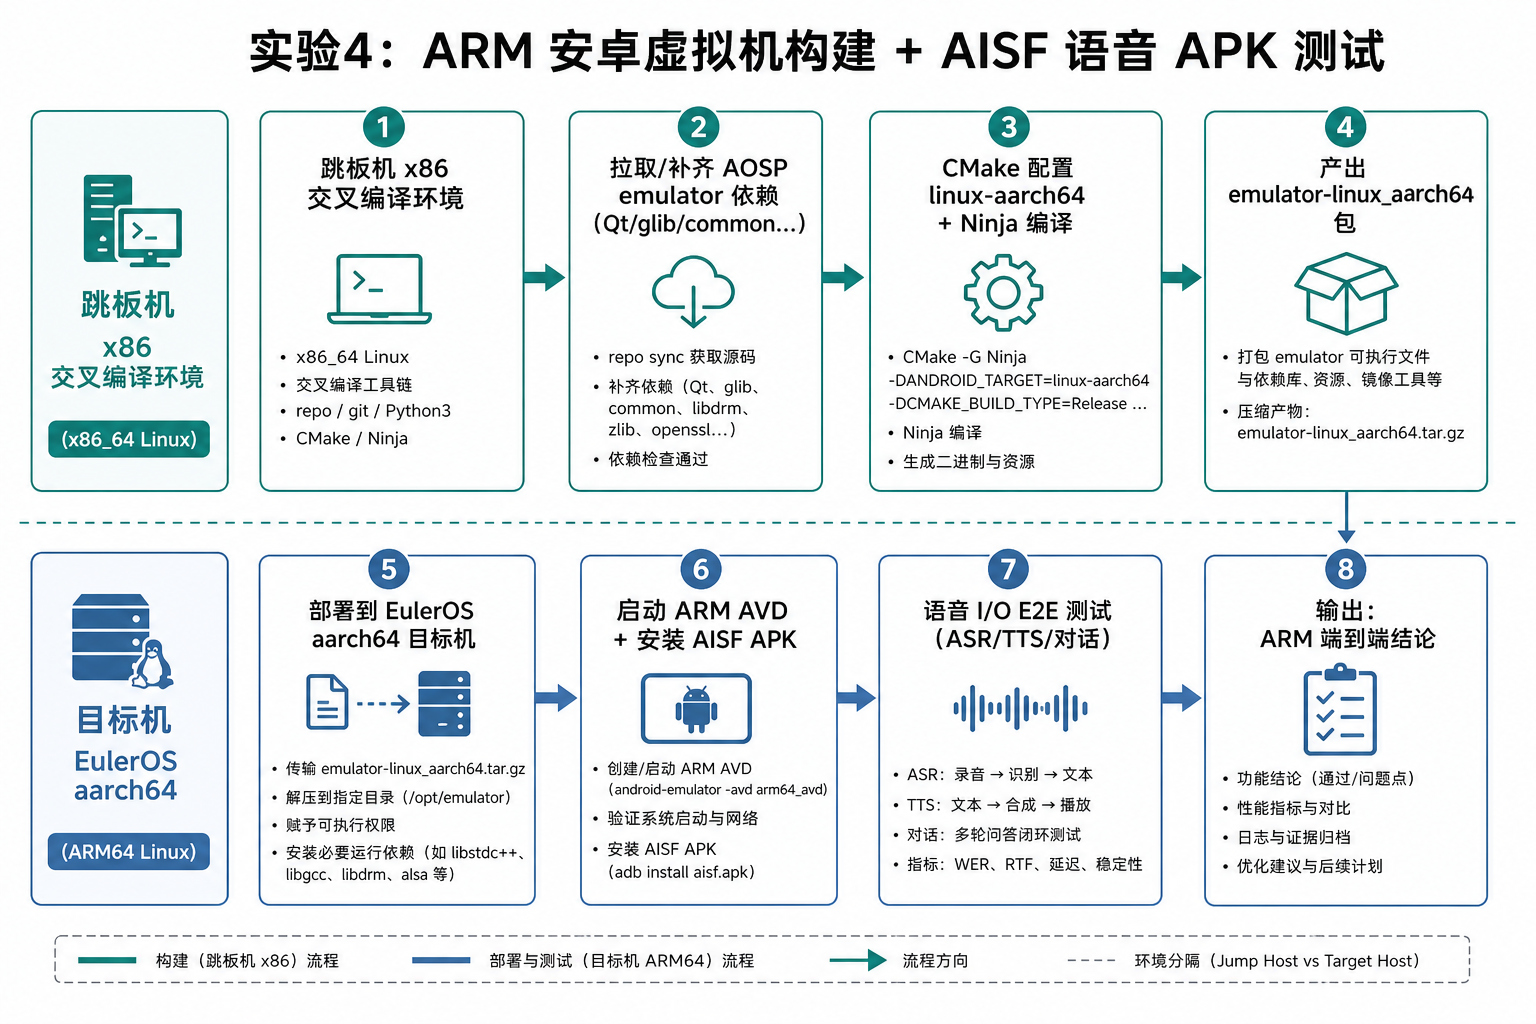 实验4：ARM 安卓虚拟机构建 + AISF 语音 APK 测试
跳板机
x86
交叉编译环境
(x86_64 Linux)
1
跳板机 x86
交叉编译环境
• x86_64 Linux
• 交叉编译工具链
• repo / git / Python3
• CMake / Ninja
2
拉取/补齐 AOSP
emulator 依赖
（Qt/glib/common...）
• repo sync 获取源码
• 补齐依赖（Qt、glib、
common、libdrm、
zlib、openssl...）
• 依赖检查通过
3
CMake 配置
linux-aarch64
+ Ninja 编译
• CMake -G Ninja
-DANDROID_TARGET=linux-aarch64
-DCMAKE_BUILD_TYPE=Release ...
• Ninja 编译
• 生成二进制与资源
4
产出
emulator-linux_aarch64
包
• 打包 emulator 可执行文件
与依赖库、资源、镜像工具等
• 压缩产物：
emulator-linux_aarch64.tar.gz
目标机
EulerOS
aarch64
(ARM64 Linux)
5
部署到 EulerOS
aarch64 目标机
• 传输 emulator-linux_aarch64.tar.gz
• 解压到指定目录（/opt/emulator）
• 赋予可执行权限
• 安装必要运行依赖（如 libstdc++、
libgcc、libdrm、alsa 等）
6
启动 ARM AVD
+ 安装 AISF APK
• 创建/启动 ARM AVD
（android-emulator -avd arm64_avd）
• 验证系统启动与网络
• 安装 AISF APK
（adb install aisf.apk）
7
语音 I/O E2E 测试
（ASR/TTS/对话）
• ASR：录音 → 识别 → 文本
• TTS：文本 → 合成 → 播放
• 对话：多轮问答闭环测试
• 指标：WER、RTF、延迟、稳定性
8
输出：
ARM 端到端结论
• 功能结论（通过/问题点）
• 性能指标与对比
• 日志与证据归档
• 优化建议与后续计划
构建（跳板机 x86）流程
部署与测试（目标机 ARM64）流程
流程方向
环境分隔（Jump Host vs Target Host）